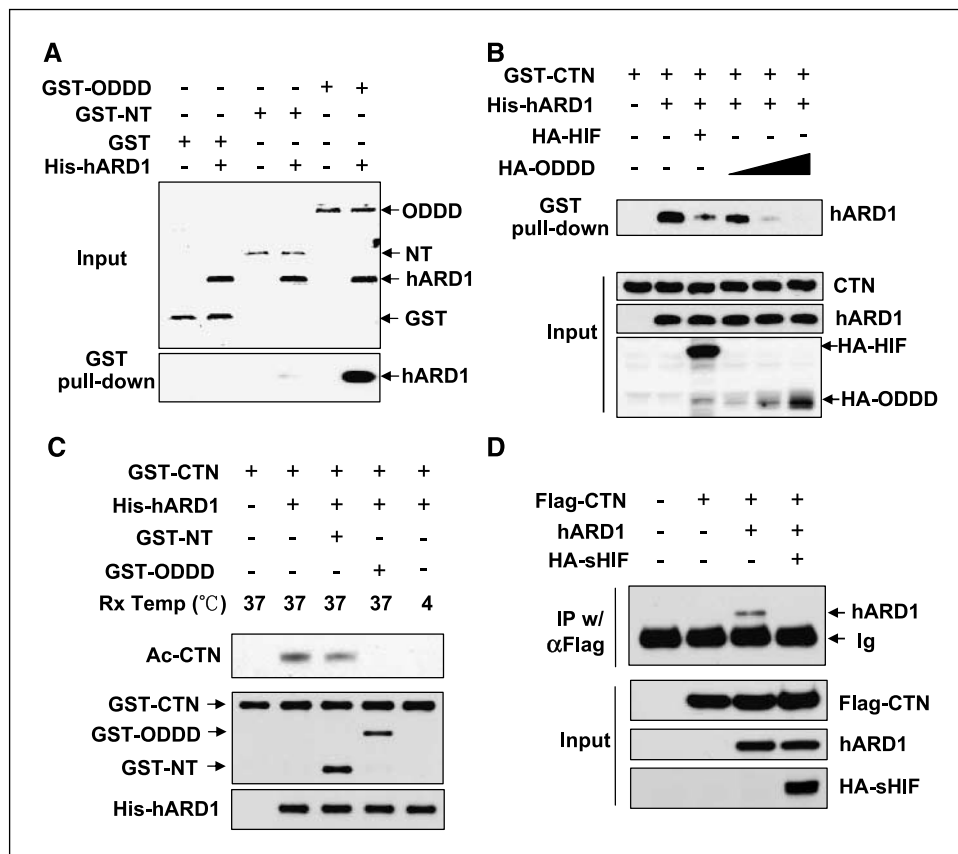 A
GST-ODDD - - - - + +
GST-NT - - + + - -
GST + + - - - -
His-hARD1 - + - + - +
Input
ODDD
NT
hARD1
GST
GST
pull-down
hARD1
B
GST-CTN + + + + + +
His-hARD1 - + + + + +
HA-HIF - - + - - -
HA-ODDD - - -
GST
pull-down
hARD1
Input
CTN
hARD1
HA-HIF
HA-ODDD
C
GST-CTN + + + + +
His-hARD1 - + + + +
GST-NT - - + - -
GST-ODDD - - - + -
Rx Temp (℃) 37 37 37 37 4
Ac-CTN
GST-CTN
GST-ODDD
GST-NT
His-hARD1
D
Flag-CTN - + + +
hARD1 - - + +
HA-sHIF - - - +
IP w/
αFlag
hARD1
Ig
Input
Flag-CTN
hARD1
HA-sHIF